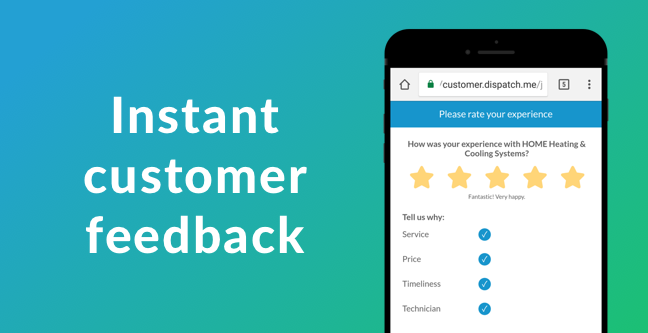 Instant
customer
feedback
/customer.dispatch.me/j
5
Please rate your experience
How was your experience with HOME Heating &
Cooling Systems?
Fantastic! Very happy.
Tell us why:
Service
Price
Timeliness
Technician